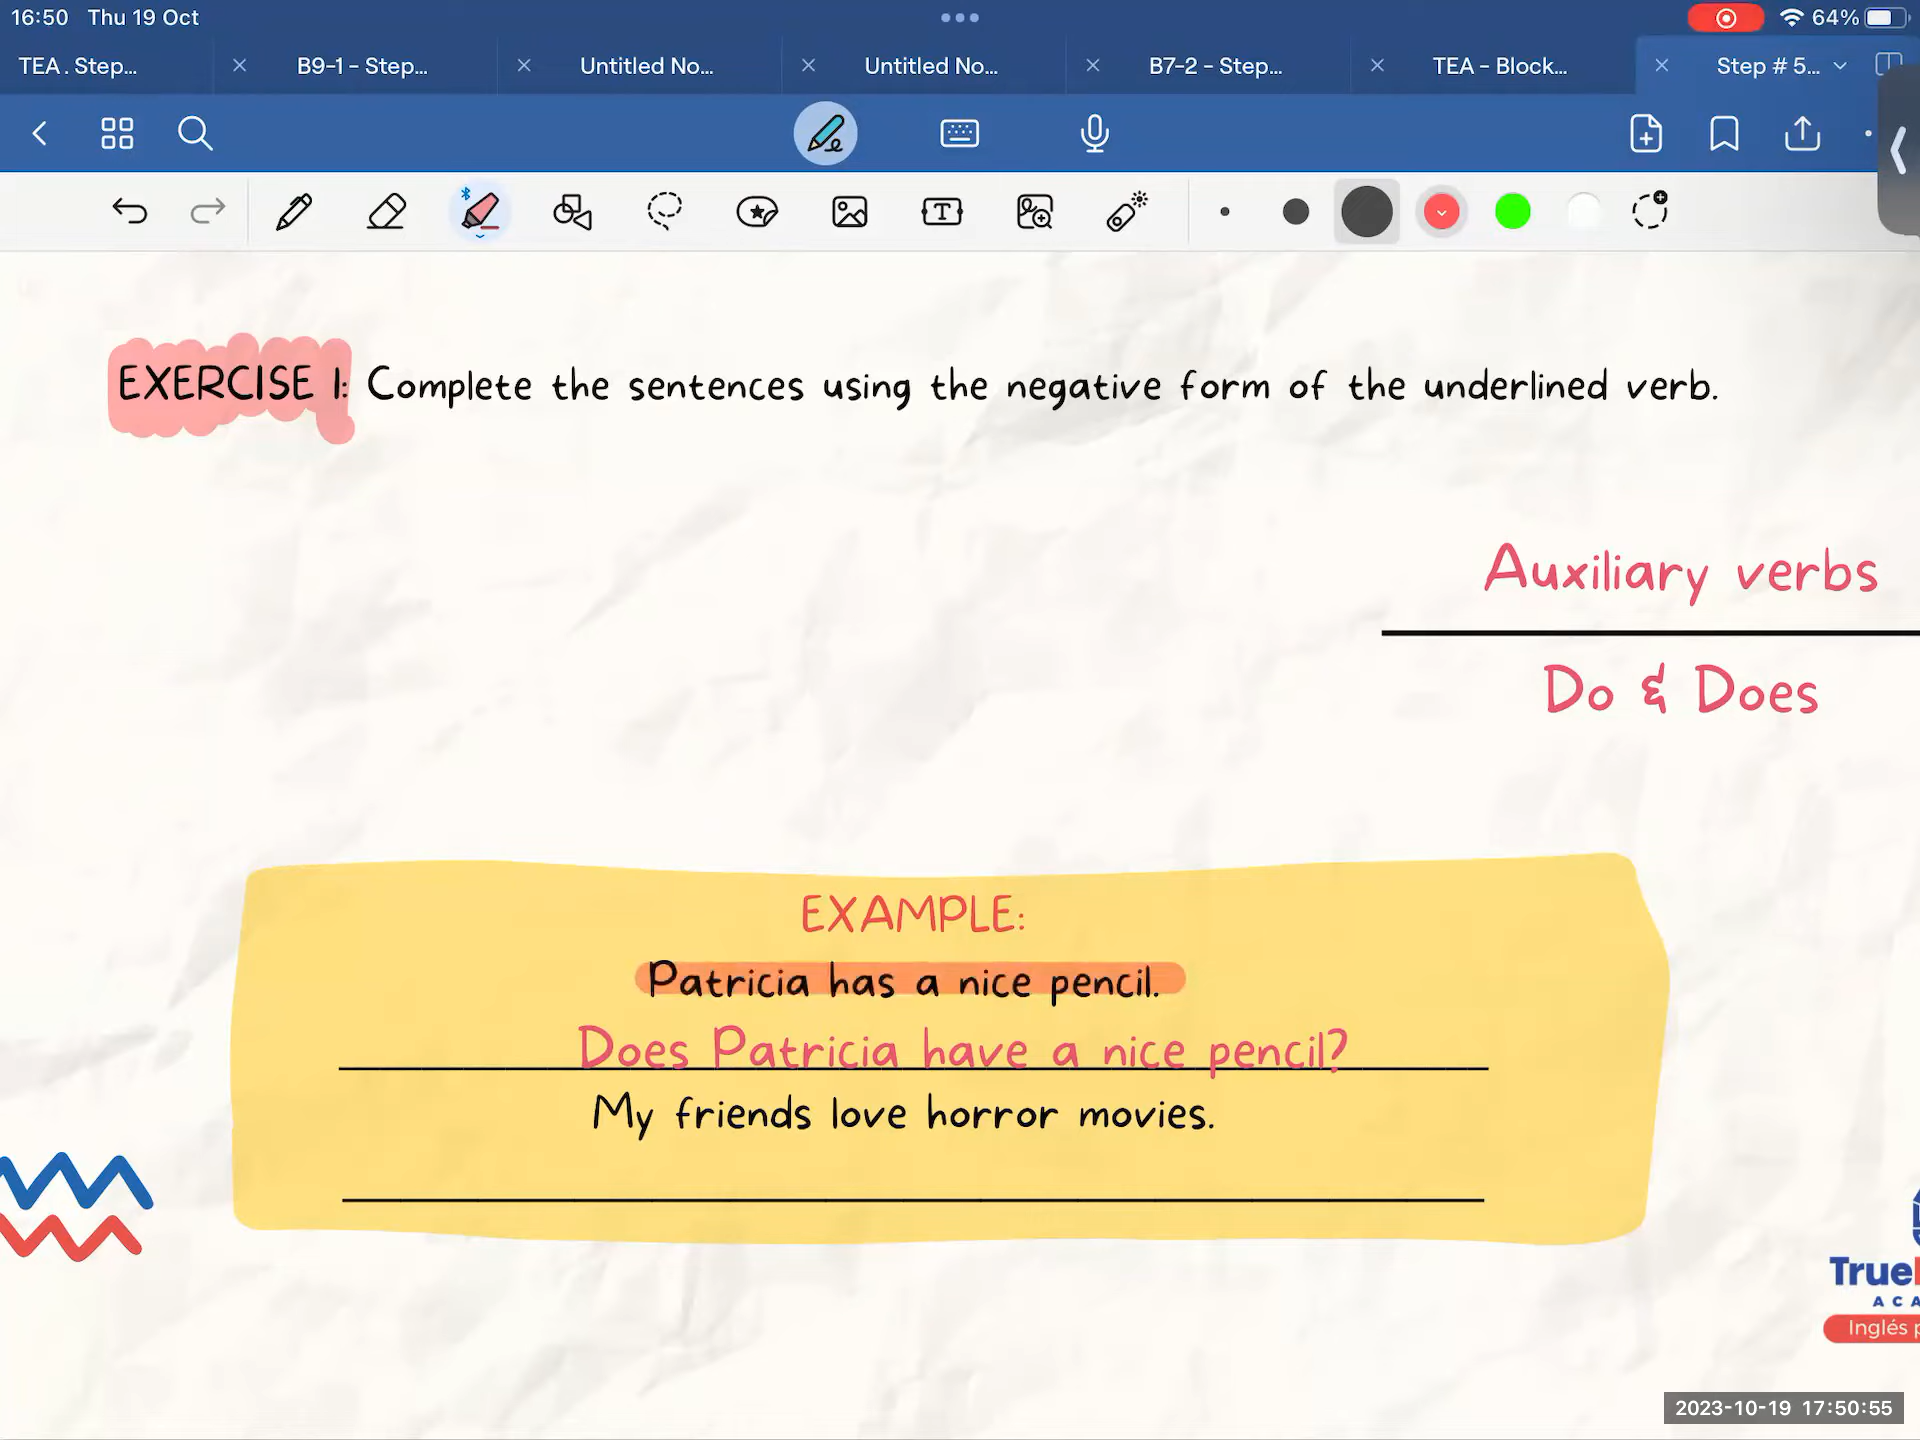 16:50 Thu 19 Oct
64%
TEA . Step...
B9-1 - Step...
Untitled No...
Untitled No...
B7-2 - Step...
TEA - Block...
Step # 5...
EXERCISE 1: Complete the sentences using the negative form of the underlined verb.
Auxiliary verbs
Do & Does
EXAMPLE:
Patricia has a nice pencil.
Does Patricia have a nice pencil?
My friends love horror movies.
True
ACA
Inglés p
2023-10-19 17:50:55